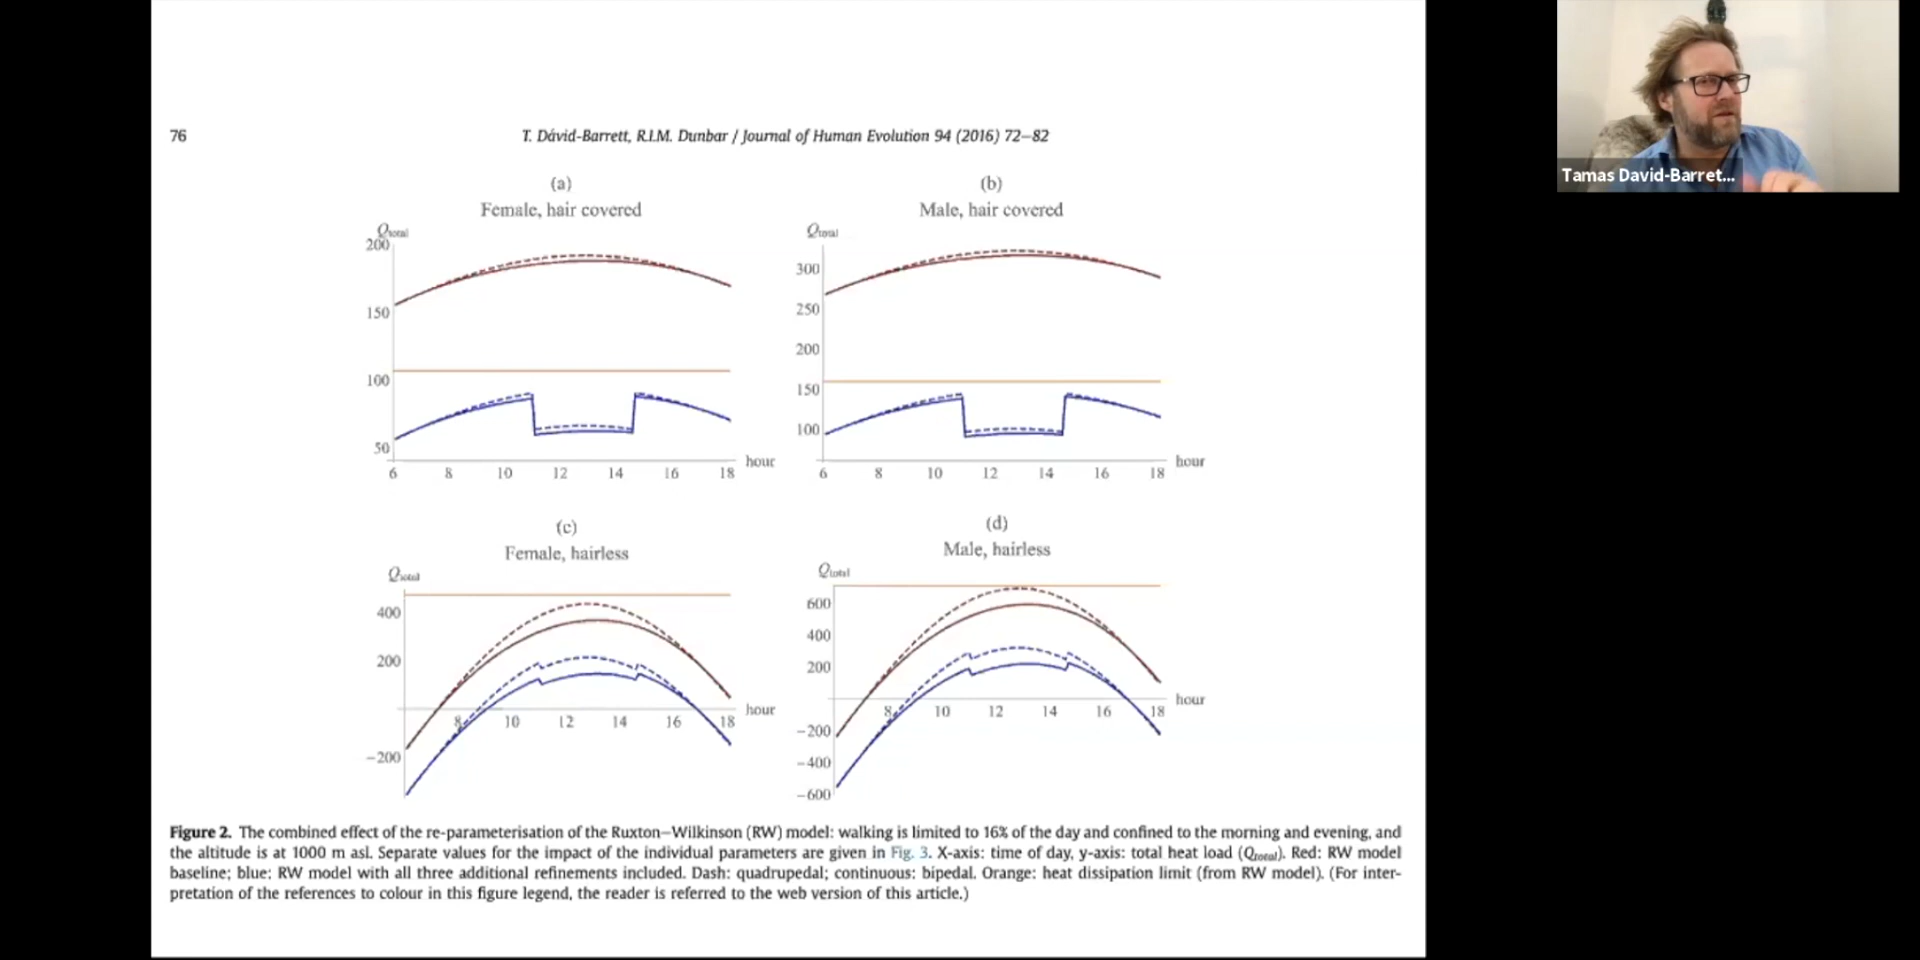 76
T. Dávid-Barrett, R.I.M. Dunbar / Journal of Human Evolution 94 (2016) 72–82
Tamas David-Barret...
(a)
Female, hair covered
Qtotal
200
150
100
50
6 8 10 12 14 16 18
hour
(b)
Male, hair covered
Qtotal
300
250
200
150
100
6 8 10 12 14 16 18
hour
(c)
Female, hairless
Qtotal
400
200
-200
8 10 12 14 16 18
hour
(d)
Male, hairless
Qtotal
600
400
200
-200
-400
-600
8 10 12 14 16 18
hour
Figure 2. The combined effect of the re-parameterisation of the Ruxton–Wilkinson (RW) model: walking is limited to 16% of the day and confined to the morning and evening, and
the altitude is at 1000 m asl. Separate values for the impact of the individual parameters are given in Fig. 3. X-axis: time of day, y-axis: total heat load (Qtotal). Red: RW model
baseline; blue: RW model with all three additional refinements included. Dash: quadrupedal; continuous: bipedal. Orange: heat dissipation limit (from RW model). (For inter-
pretation of the references to colour in this figure legend, the reader is referred to the web version of this article.)